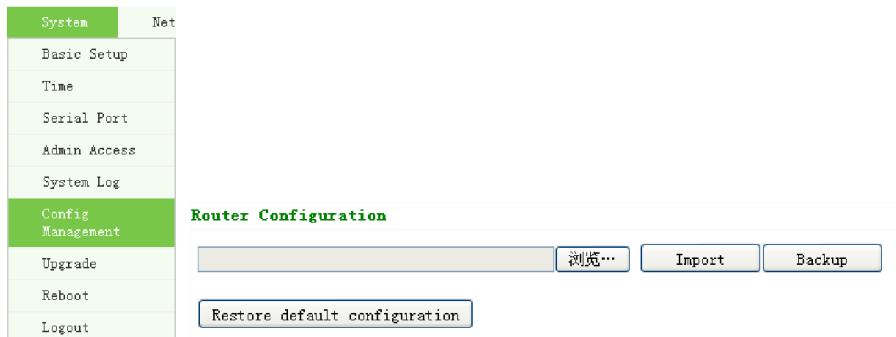 System Net
Basic Setup
Time
Serial Port
Admin Access
System Log
Config
Management
Upgrade
Reboot
Logout
Router Configuration
浏览… Import Backup
Restore default configuration